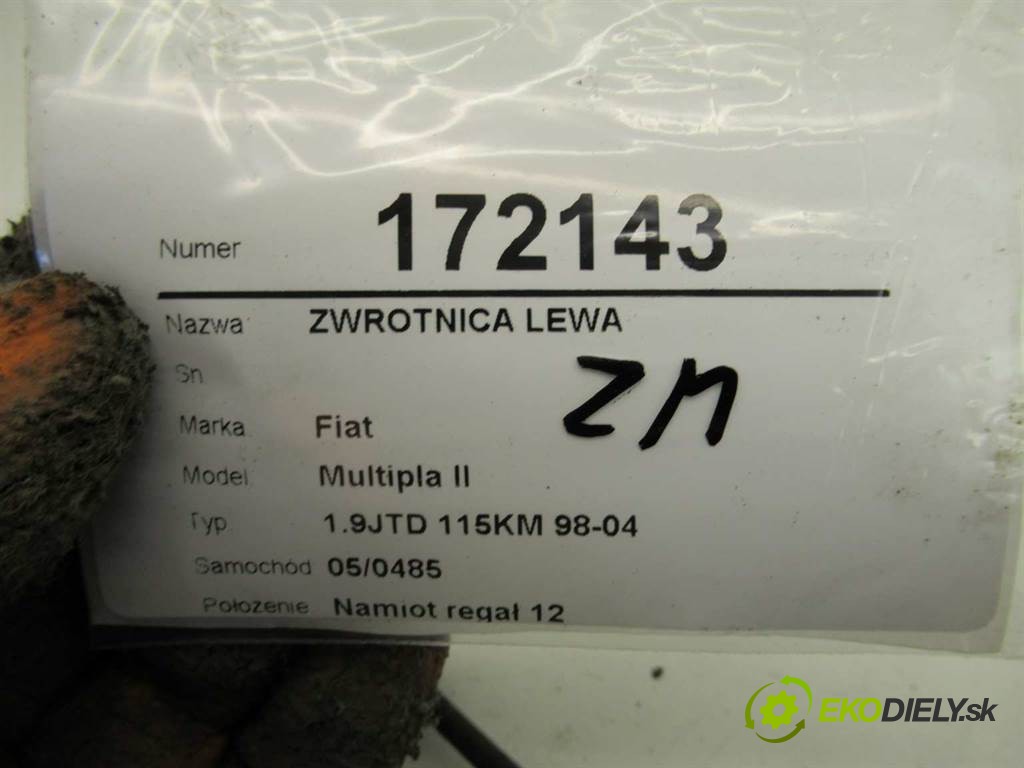 Numer 172143
Nazwa ZWROTNICA LEWA
Sn
ZM
Marka Fiat
Model Multipla II
Typ 1.9JTD 115KM 98-04
Samochód 05/0485
Położenie Namiot regał 12
EKODIELY.sk